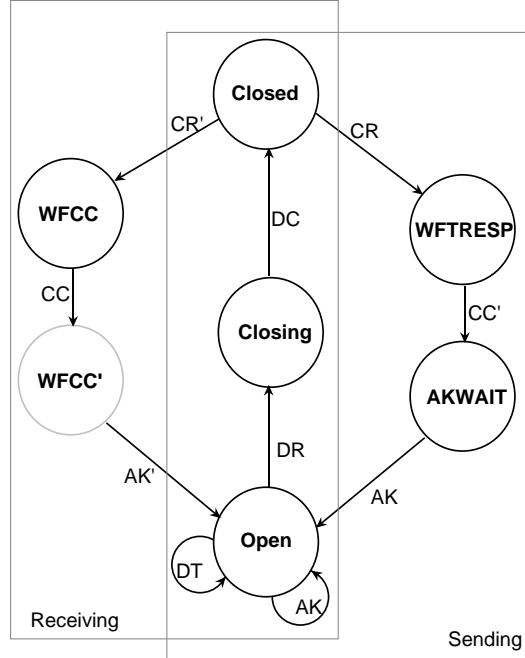 Closed
CR'
CR
WFCC
WFTRESP
DC
CC
CC'
Closing
WFCC'
AKWAIT
DR
AK'
AK
Open
DT
AK
Receiving
Sending